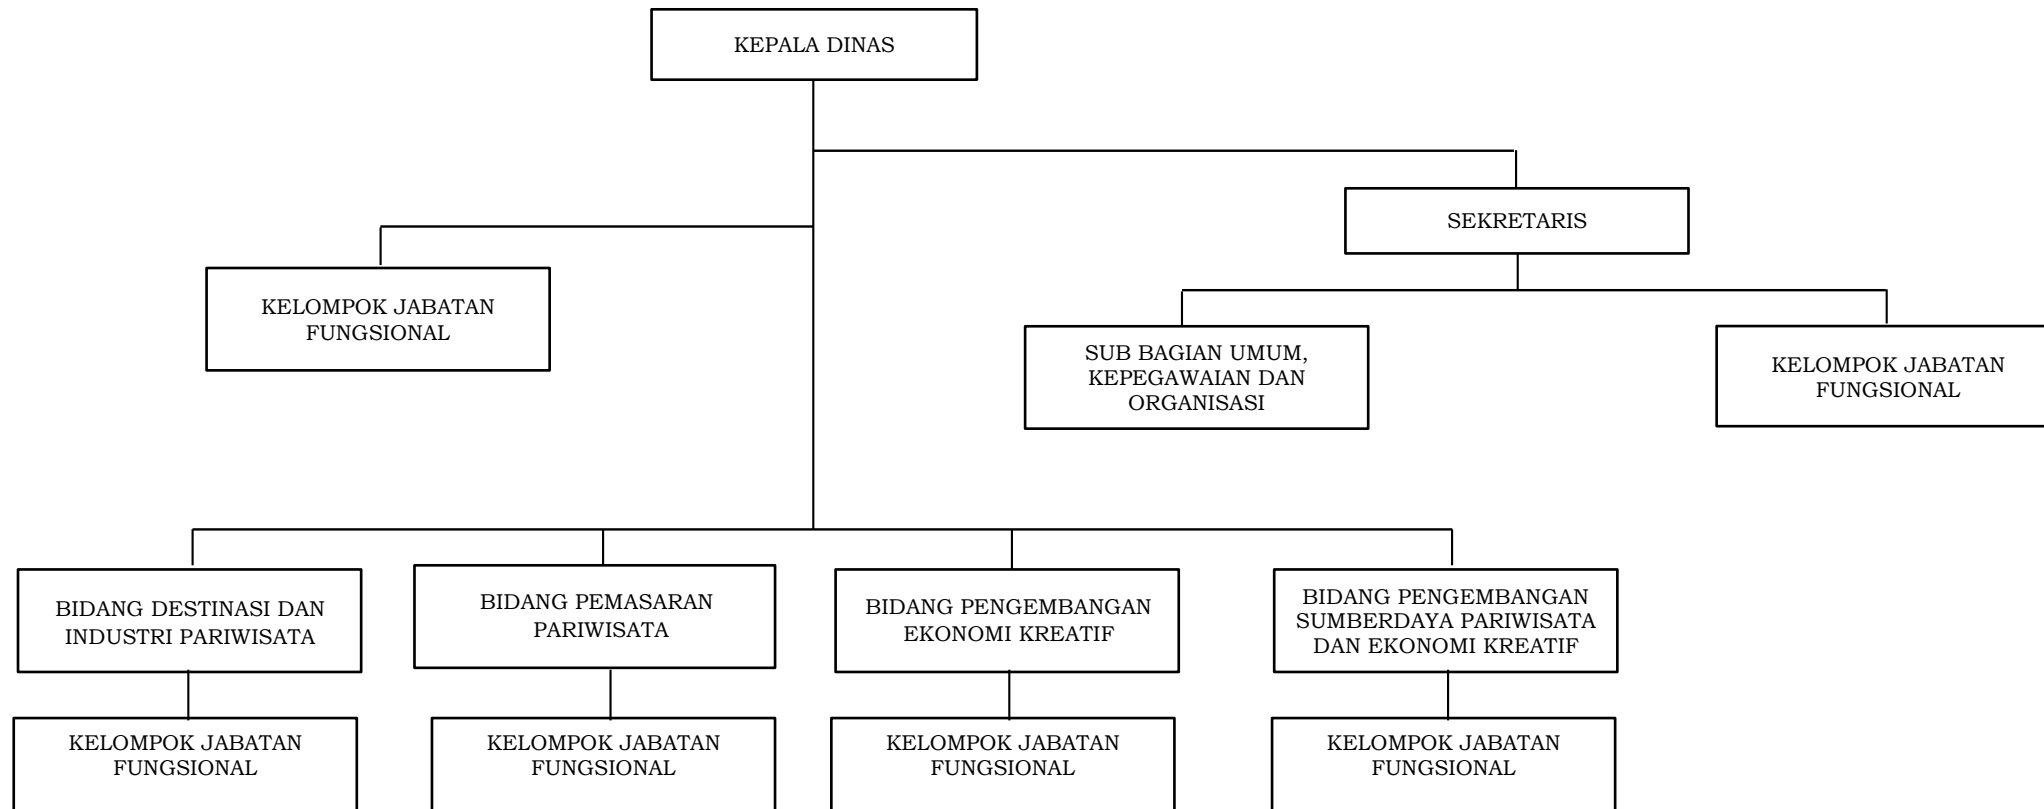 KEPALA DINAS
SEKRETARIS
KELOMPOK JABATAN
FUNGSIONAL
SUB BAGIAN UMUM,
KEPEGAWAIAN DAN
ORGANISASI
KELOMPOK JABATAN
FUNGSIONAL
BIDANG DESTINASI DAN
INDUSTRI PARIWISATA
BIDANG PEMASARAN
PARIWISATA
BIDANG PENGEMBANGAN
EKONOMI KREATIF
BIDANG PENGEMBANGAN
SUMBERDAYA PARIWISATA
DAN EKONOMI KREATIF
KELOMPOK JABATAN
FUNGSIONAL
KELOMPOK JABATAN
FUNGSIONAL
KELOMPOK JABATAN
FUNGSIONAL
KELOMPOK JABATAN
FUNGSIONAL